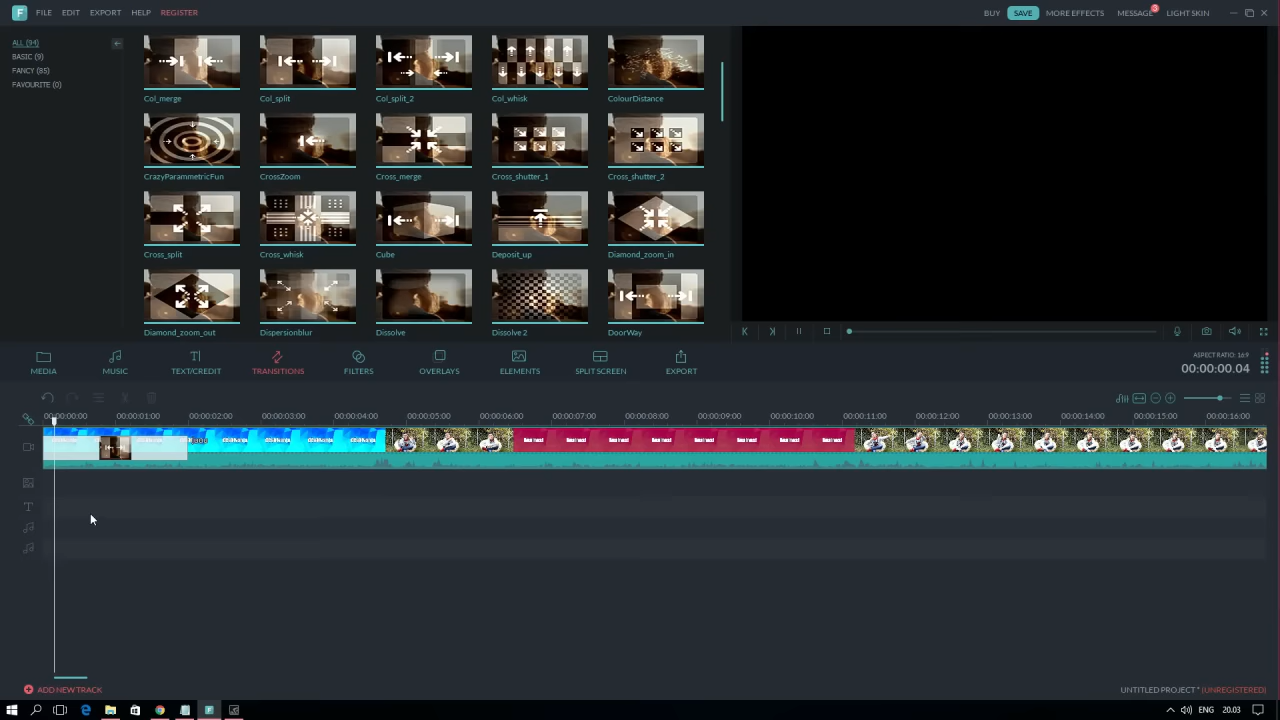 F FILE EDIT EXPORT HELP REGISTER
BUY SAVE MORE EFFECTS MESSAGE 3 LIGHT SKIN
ALL (94)
BASIC (9)
FANCY (85)
FAVOURITE (0)
Col_merge Col_split Col_split_2 Col_whisk ColourDistance
CrazyParammetricFun CrossZoom Cross_merge Cross_shutter_1 Cross_shutter_2
Cross_split Cross_whisk Cube Deposit_up Diamond_zoom_in
Diamond_zoom_out Dispersionblur Dissolve Dissolve 2 DoorWay
MEDIA MUSIC TEXT/CREDIT TRANSITIONS FILTERS OVERLAYS ELEMENTS SPLIT SCREEN EXPORT
ASPECT RATIO: 16:9
00:00:00.04
00:00:00:00 00:00:01:00 00:00:02:00 00:00:03:00 00:00:04:00 00:00:05:00 00:00:06:00 00:00:07:00 00:00:08:00 00:00:09:00 00:00:10:00 00:00:11:00 00:00:12:00 00:00:13:00 00:00:14:00 00:00:15:00 00:00:16:00
ADD NEW TRACK
UNTITLED PROJECT * (UNREGISTERED)
ENG 20.03